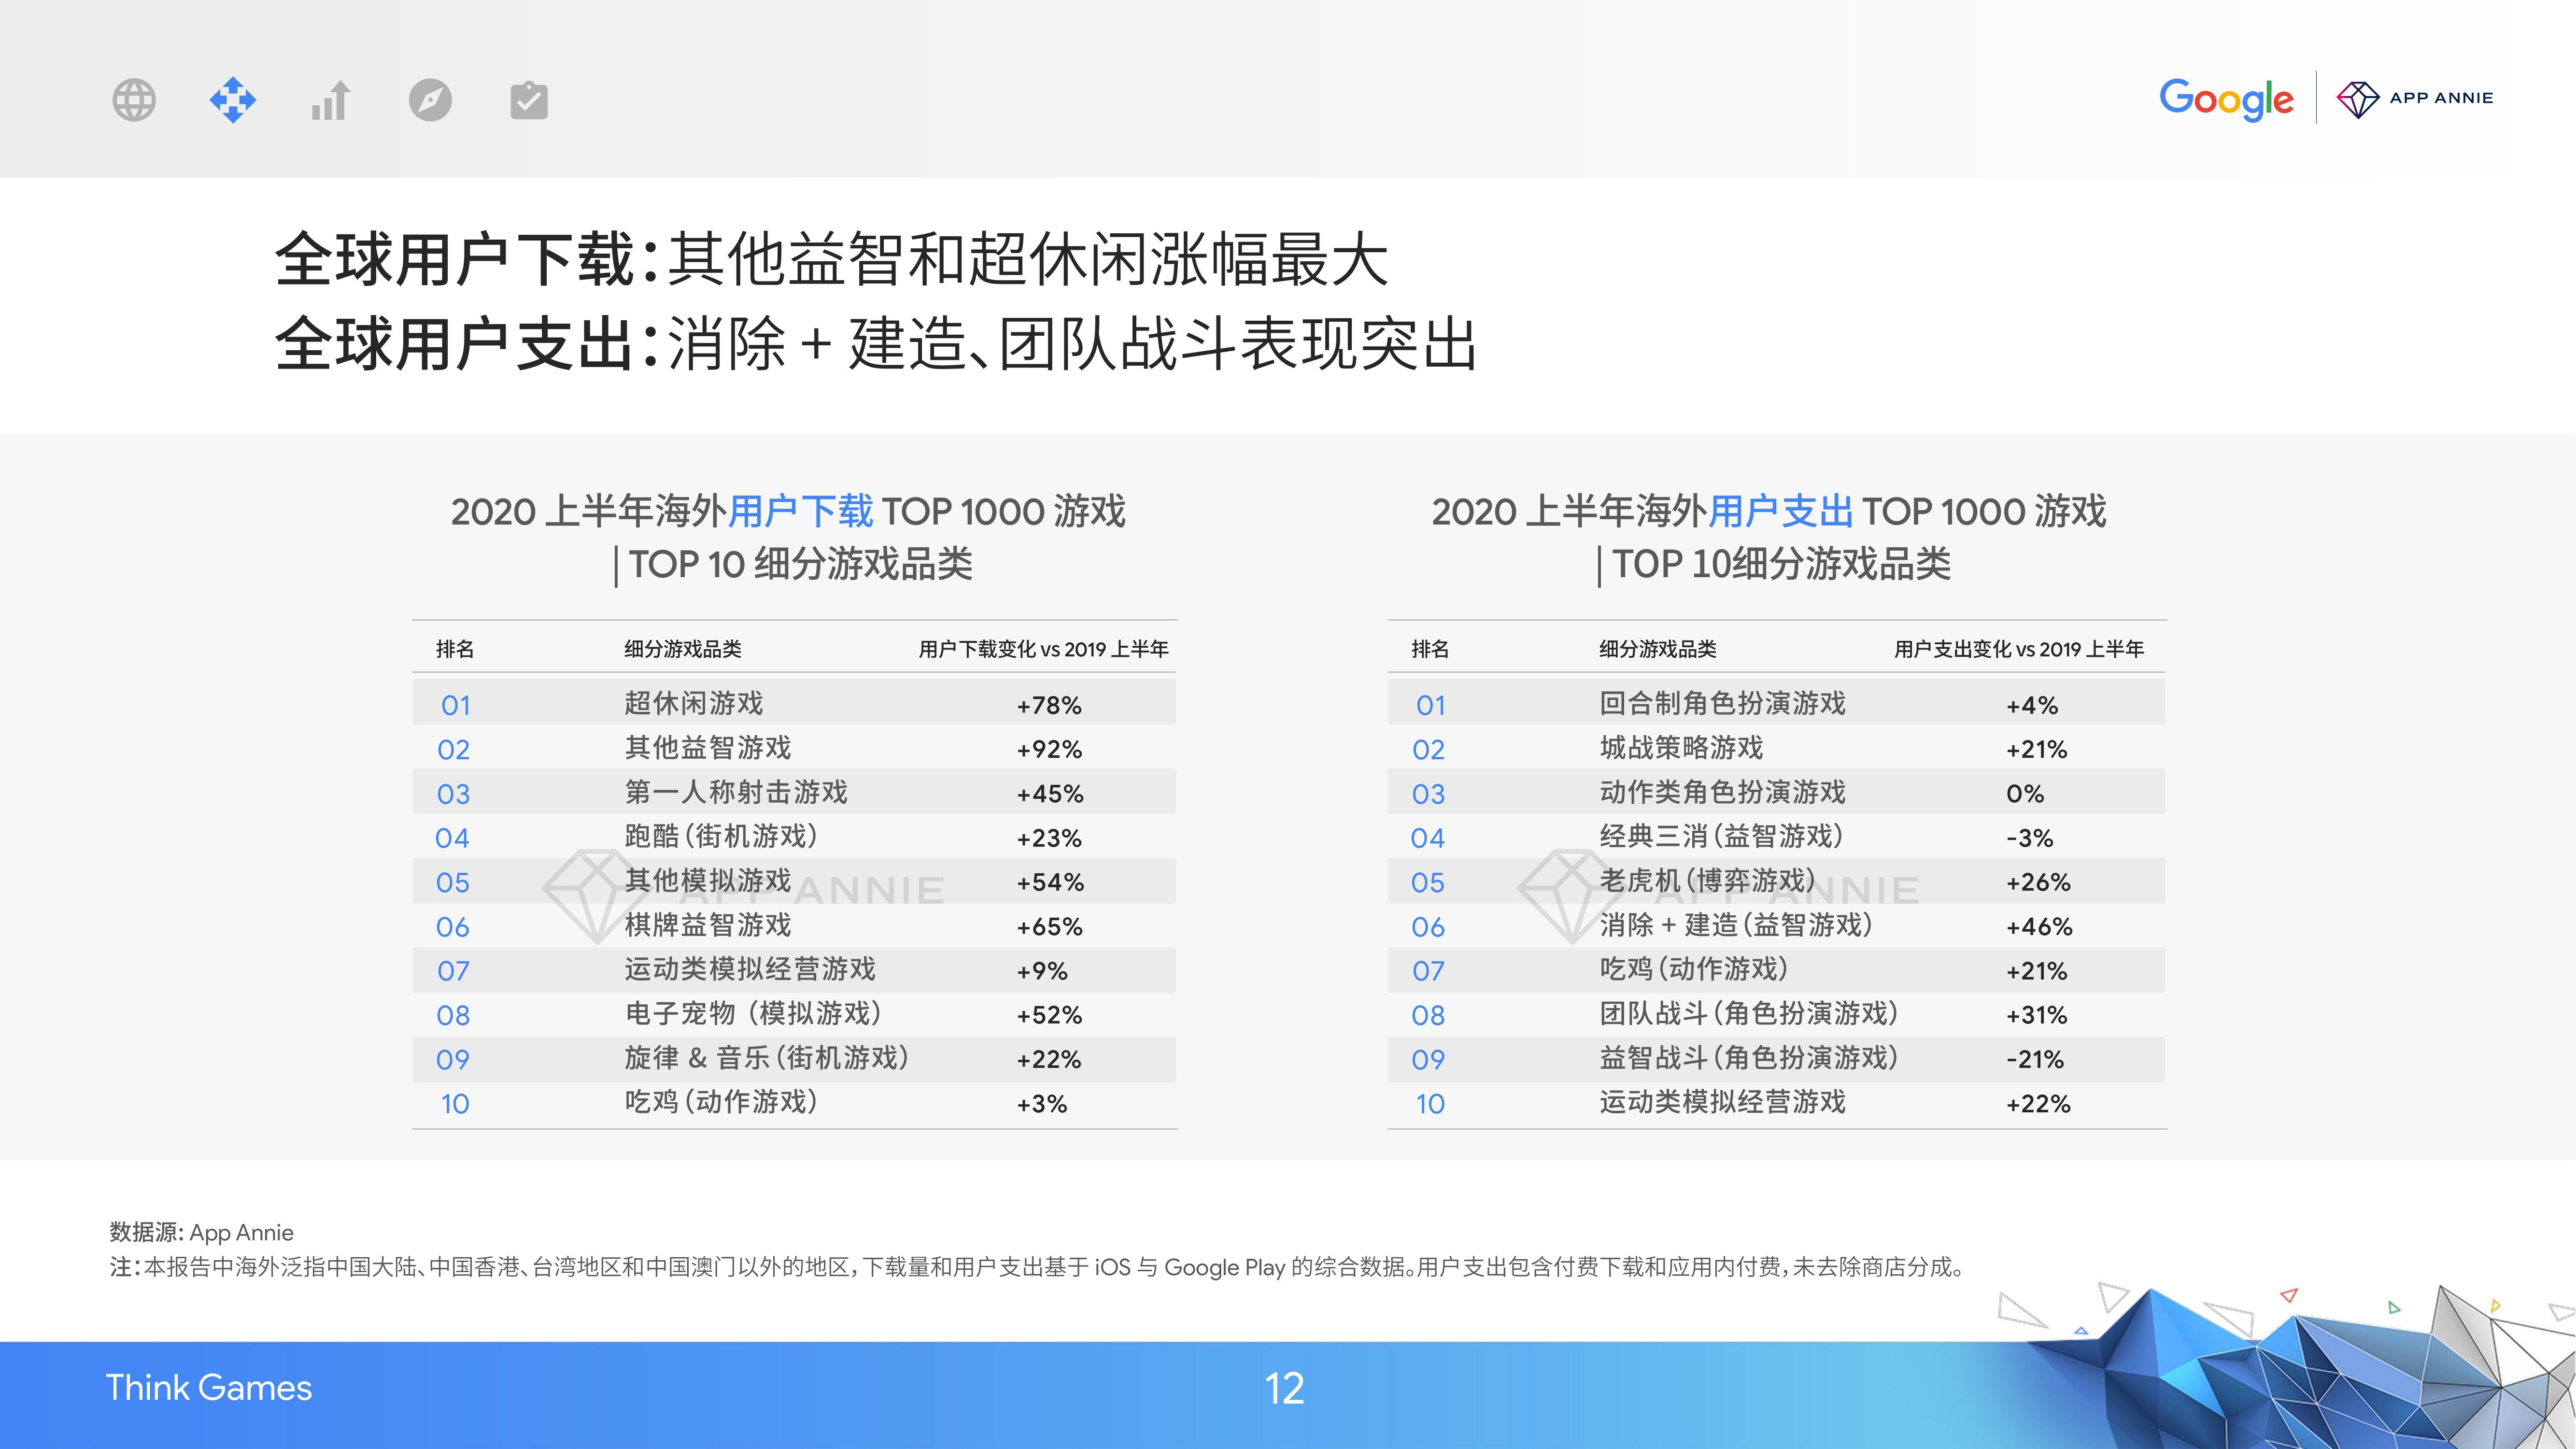 Google | APP ANNIE
全球用户下载：其他益智和超休闲涨幅最大
全球用户支出：消除 + 建造、团队战斗表现突出
2020 上半年海外用户下载 TOP 1000 游戏
| TOP 10 细分游戏品类
排名 细分游戏品类 用户下载变化 vs 2019 上半年
01 超休闲游戏 +78%
02 其他益智游戏 +92%
03 第一人称射击游戏 +45%
04 跑酷（街机游戏） +23%
05 其他模拟游戏 +54%
06 棋牌益智游戏 +65%
07 运动类模拟经营游戏 +9%
08 电子宠物（模拟游戏） +52%
09 旋律 & 音乐（街机游戏） +22%
10 吃鸡（动作游戏） +3%
APP ANNIE
2020 上半年海外用户支出 TOP 1000 游戏
| TOP 10细分游戏品类
排名 细分游戏品类 用户支出变化 vs 2019 上半年
01 回合制角色扮演游戏 +4%
02 城战策略游戏 +21%
03 动作类角色扮演游戏 0%
04 经典三消（益智游戏） -3%
05 老虎机（博弈游戏） +26%
06 消除 + 建造（益智游戏） +46%
07 吃鸡（动作游戏） +21%
08 团队战斗（角色扮演游戏） +31%
09 益智战斗（角色扮演游戏） -21%
10 运动类模拟经营游戏 +22%
APP ANNIE
数据源: App Annie
注：本报告中海外泛指中国大陆、中国香港、台湾地区和中国澳门以外的地区，下载量和用户支出基于 iOS 与 Google Play 的综合数据。用户支出包含付费下载和应用内付费，未去除商店分成。
Think Games
12